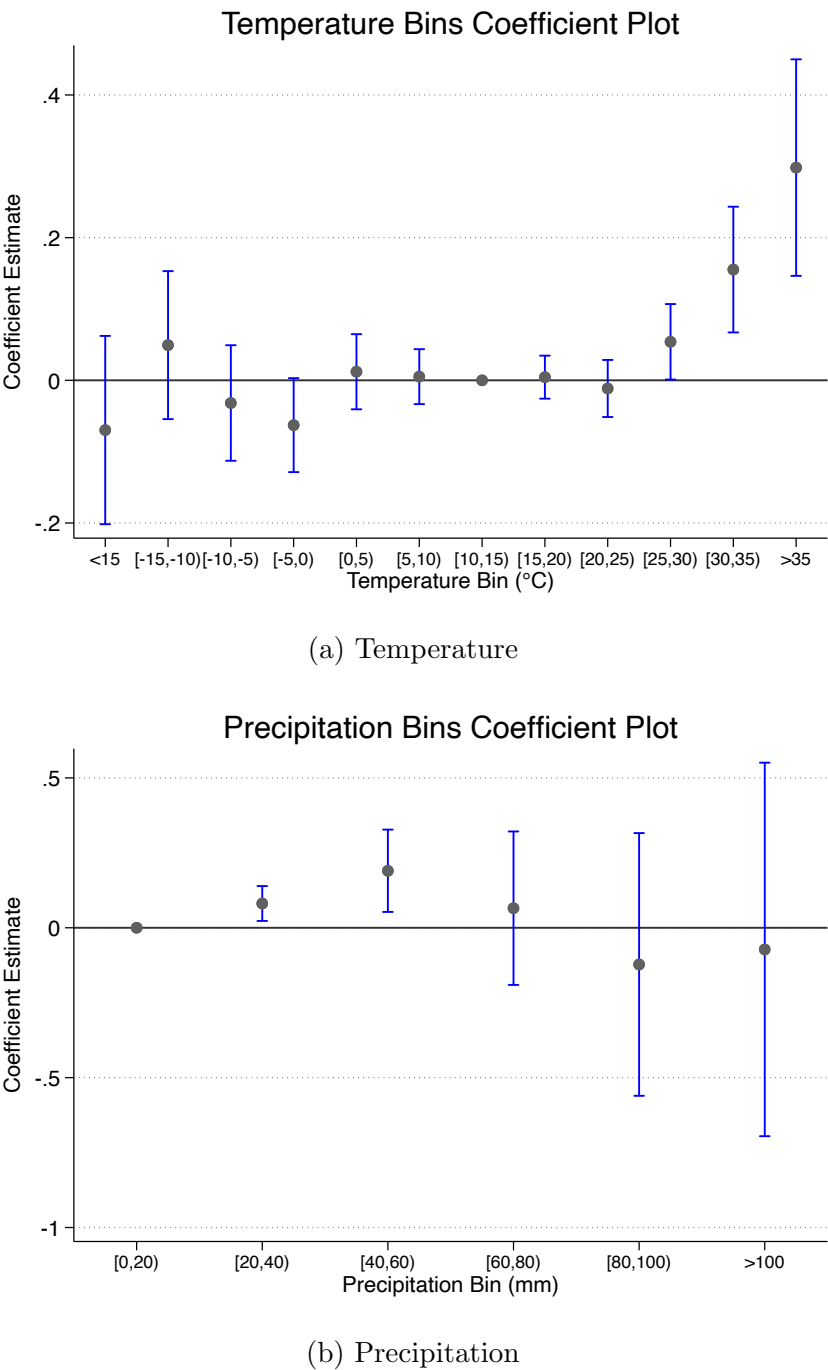 Temperature Bins Coefficient Plot
Coefficient Estimate
.4
.2
0
-.2
<15 [-15,-10) [-10,-5) [-5,0) [0,5) [5,10) [10,15) [15,20) [20,25) [25,30) [30,35) >35
Temperature Bin (°C)
(a) Temperature
Precipitation Bins Coefficient Plot
Coefficient Estimate
.5
0
-.5
-1
[0,20) [20,40) [40,60) [60,80) [80,100) >100
Precipitation Bin (mm)
(b) Precipitation